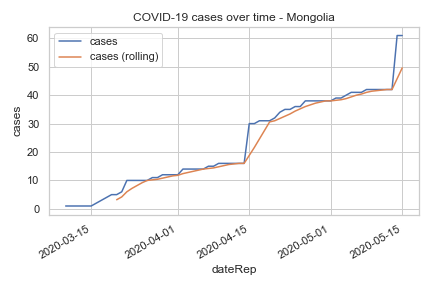 COVID-19 cases over time - Mongolia
cases
cases (rolling)
60
50
40
30
20
10
0
cases
2020-03-15
2020-04-01
2020-04-15
2020-05-01
2020-05-15
dateRep